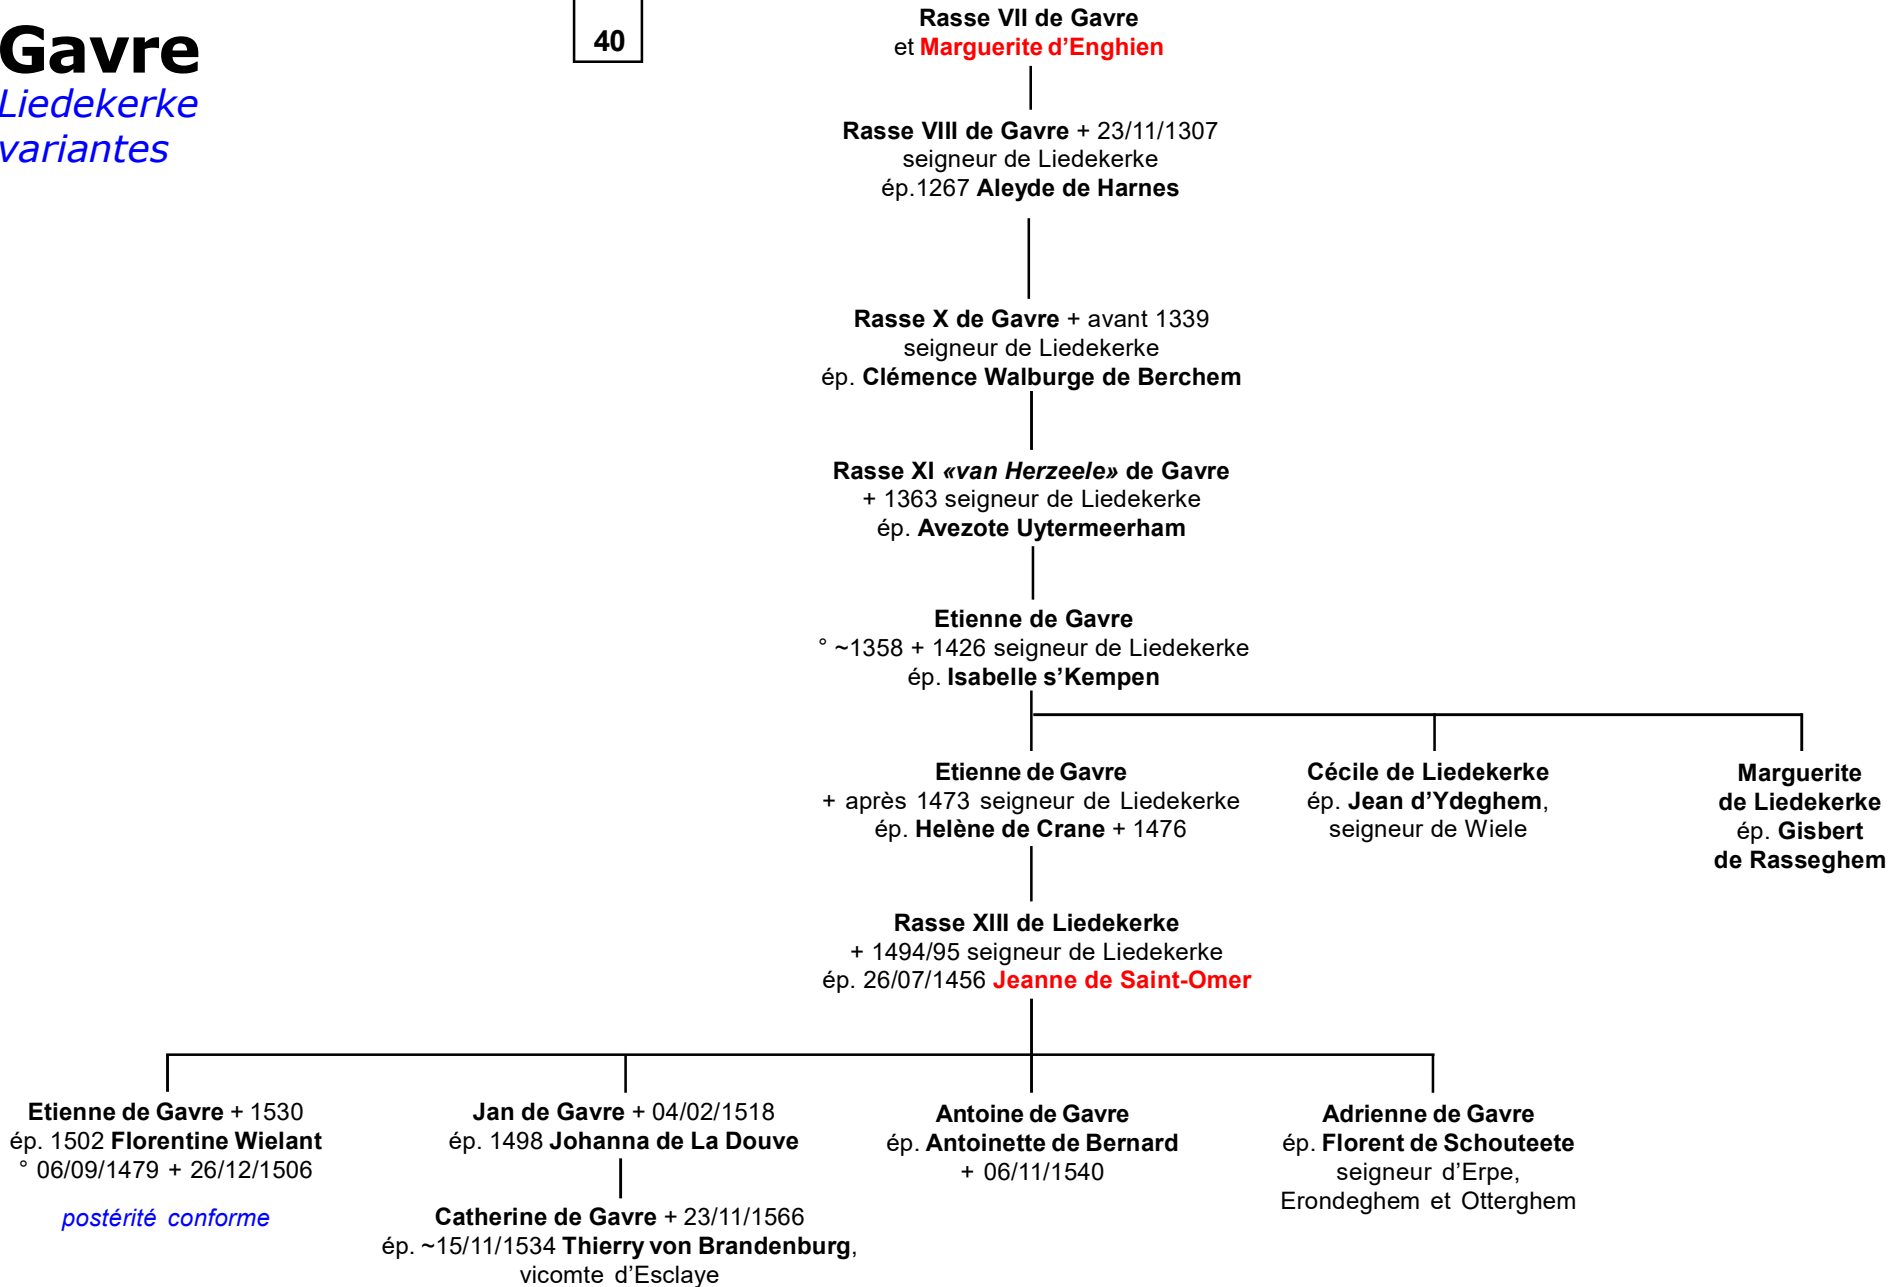 Gavre
Liedekerke
variantes
40
Rasse VII de Gavre
et Marguerite d'Enghien
Rasse VIII de Gavre + 23/11/1307
seigneur de Liedekerke
ép.1267 Aleyde de Harnes
Rasse X de Gavre + avant 1339
seigneur de Liedekerke
ép. Clémence Walburge de Berchem
Rasse XI «van Herzeele» de Gavre
+ 1363 seigneur de Liedekerke
ép. Avezote Uytermeerham
Etienne de Gavre
° ~1358 + 1426 seigneur de Liedekerke
ép. Isabelle s'Kempen
Etienne de Gavre
+ après 1473 seigneur de Liedekerke
ép. Helène de Crane + 1476
Cécile de Liedekerke
ép. Jean d'Ydeghem,
seigneur de Wiele
Marguerite
de Liedekerke
ép. Gisbert
de Rasseghem
Rasse XIII de Liedekerke
+ 1494/95 seigneur de Liedekerke
ép. 26/07/1456 Jeanne de Saint-Omer
Etienne de Gavre + 1530
ép. 1502 Florentine Wielant
° 06/09/1479 + 26/12/1506
postérité conforme
Jan de Gavre + 04/02/1518
ép. 1498 Johanna de La Douve
Catherine de Gavre + 23/11/1566
ép. ~15/11/1534 Thierry von Brandenburg,
vicomte d'Esclaye
Antoine de Gavre
ép. Antoinette de Bernard
+ 06/11/1540
Adrienne de Gavre
ép. Florent de Schouteete
seigneur d'Erpe,
Erondeghem et Otterghem